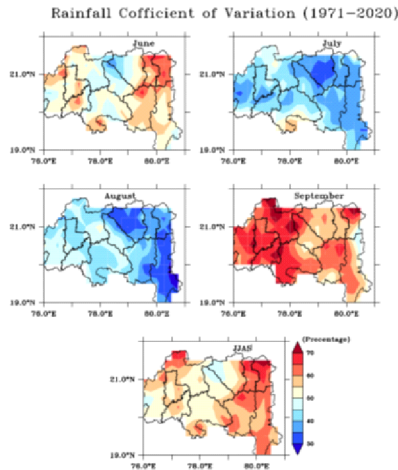 Rainfall Cofficient of Variation (1971−2020)
June
July
21.0°N
21.0°N
19.0°N
19.0°N
76.0°E 78.0°E 80.0°E
76.0°E 78.0°E 80.0°E
August
September
21.0°N
21.0°N
19.0°N
19.0°N
76.0°E 78.0°E 80.0°E
76.0°E 78.0°E 80.0°E
JJAS
(Precentage)
70
60
50
40
30
21.0°N
19.0°N
76.0°E 78.0°E 80.0°E